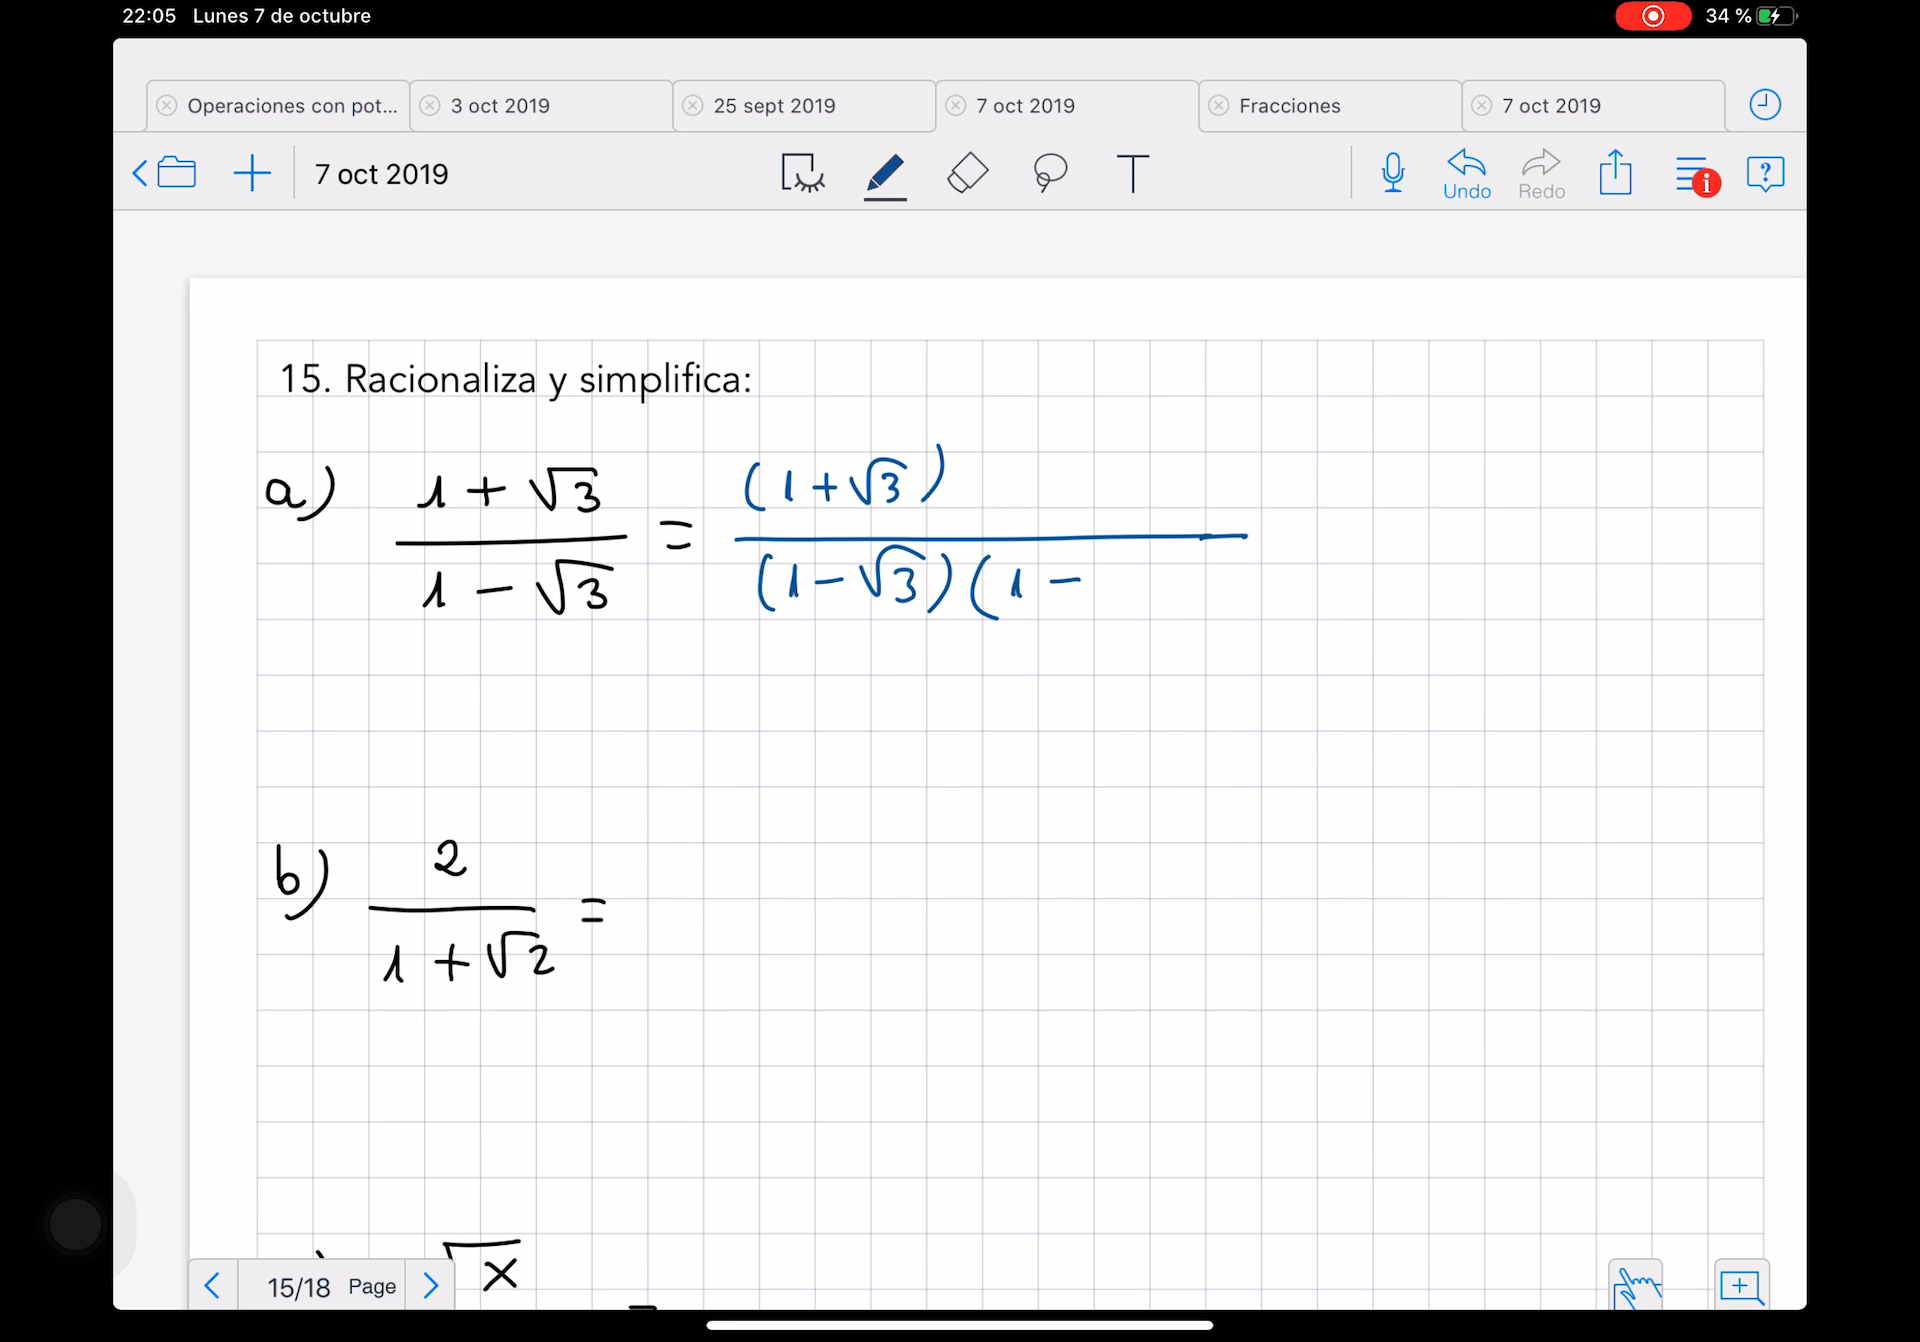 22:05 Lunes 7 de octubre 34 %
Operaciones con pot... 3 oct 2019 25 sept 2019 7 oct 2019 Fracciones 7 oct 2019
7 oct 2019 T Undo Redo
15. Racionaliza y simplifica:
a) 1 + √3 = (1 + √3)
1 - √3 (1 - √3) (1 -
b) 2 =
1 + √2
√x
15/18 Page